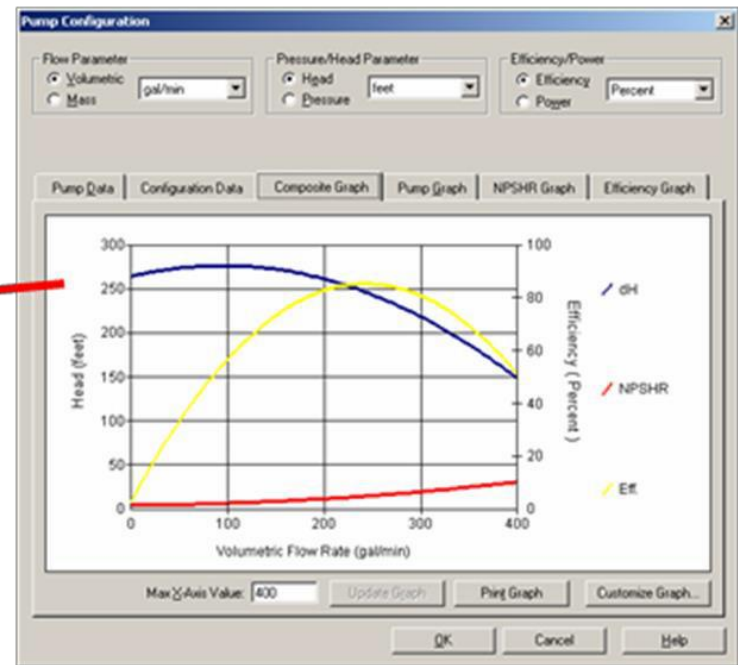 Pump Configuration
Flow Parameter
Volumetric
Mass
gal/min
Pressure/Head Parameter
Head
Pressure
feet
Efficiency/Power
Efficiency
Power
Percent
Pump Data
Configuration Data
Composite Graph
Pump Graph
NPSHR Graph
Efficiency Graph
Head (feet)
300
250
200
150
100
50
0
0 100 200 300 400
Volumetric Flow Rate (gal/min)
100
80
60
40
20
0
Efficiency ( Percent )
dH
NPSHR
Eff.
Max X-Axis Value: 400
Update Graph
Print Graph
Customize Graph...
OK
Cancel
Help